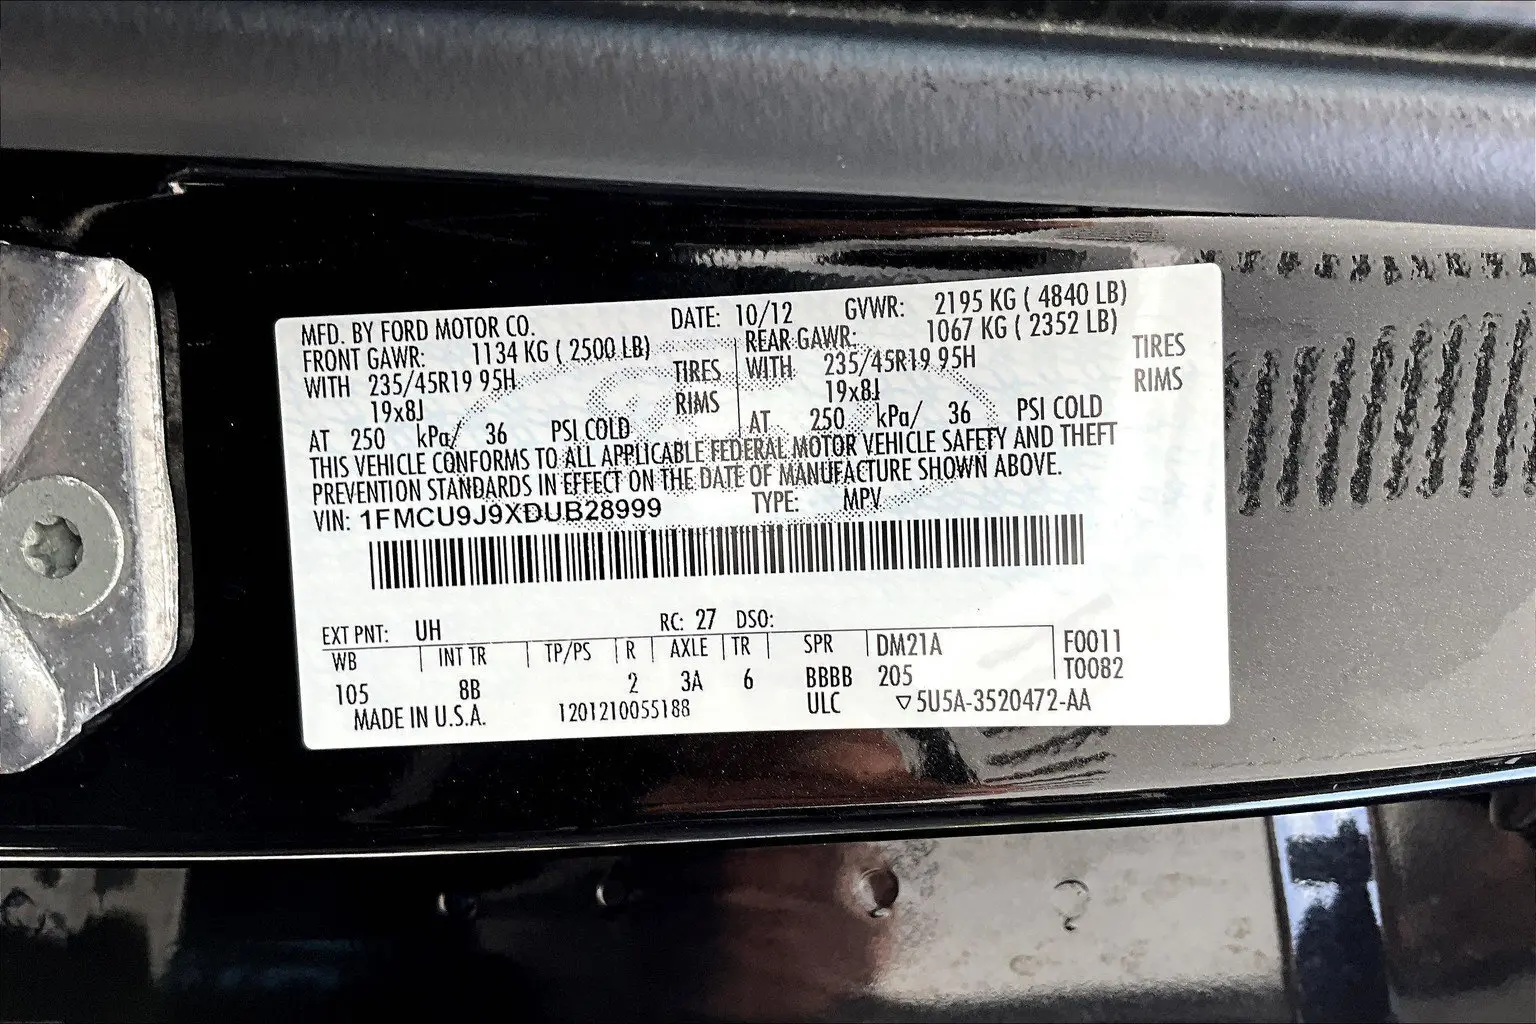 MFD. BY FORD MOTOR CO. DATE: 10/12 GVWR: 2195 KG ( 4840 LB)
FRONT GAWR: 1134 KG ( 2500 LB) REAR GAWR: 1067 KG ( 2352 LB)
WITH 235/45R19 95H TIRES WITH 235/45R19 95H TIRES
19x8J RIMS 19x8J RIMS
AT 250 kPa/ 36 PSI COLD AT 250 kPa/ 36 PSI COLD
THIS VEHICLE CONFORMS TO ALL APPLICABLE FEDERAL MOTOR VEHICLE SAFETY AND THEFT
PREVENTION STANDARDS IN EFFECT ON THE DATE OF MANUFACTURE SHOWN ABOVE.
VIN: 1FMCU9J9XDUB28999 TYPE: MPV
EXT PNT: UH RC: 27 DSO:
WB INT TR TP/PS R AXLE TR SPR DM21A F0011
105 8B 2 3A 6 BBBB 205 T0082
MADE IN U.S.A. 1201210055188 ULC ▽5U5A-3520472-AA